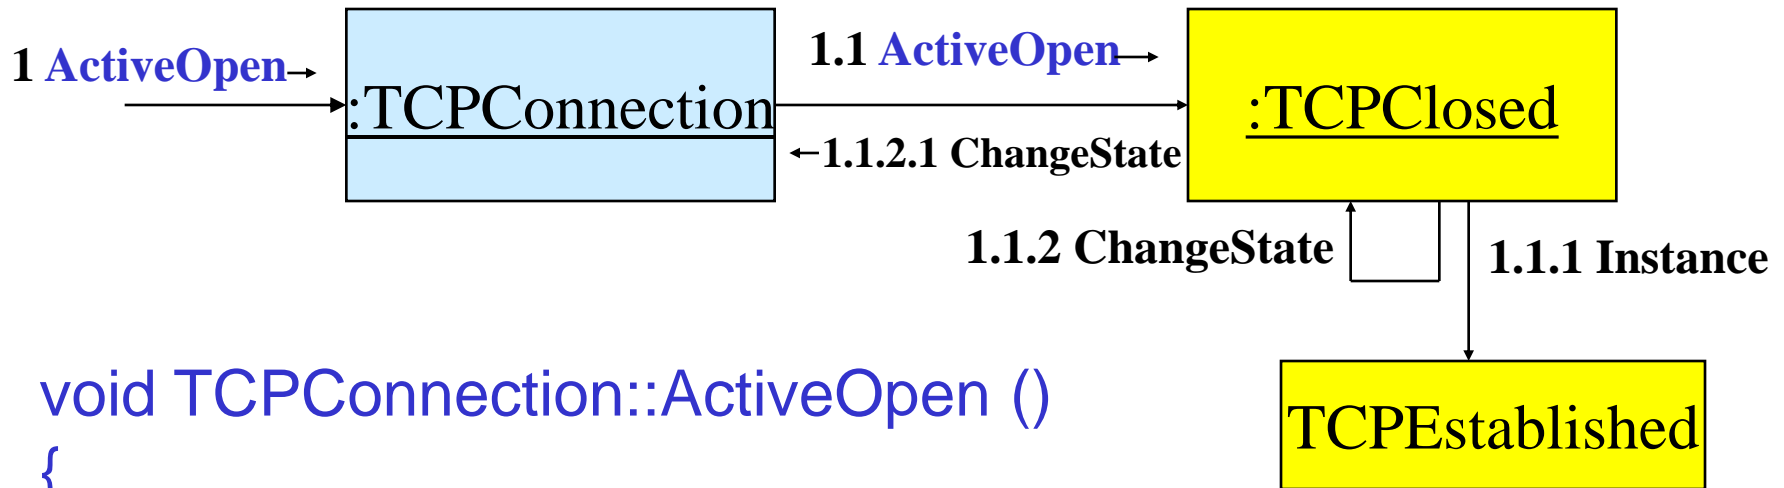 1 ActiveOpen
:TCPConnection
1.1 ActiveOpen
:TCPClosed
1.1.2.1 ChangeState
1.1.2 ChangeState
1.1.1 Instance
TCPEstablished
void TCPConnection::ActiveOpen ()
{